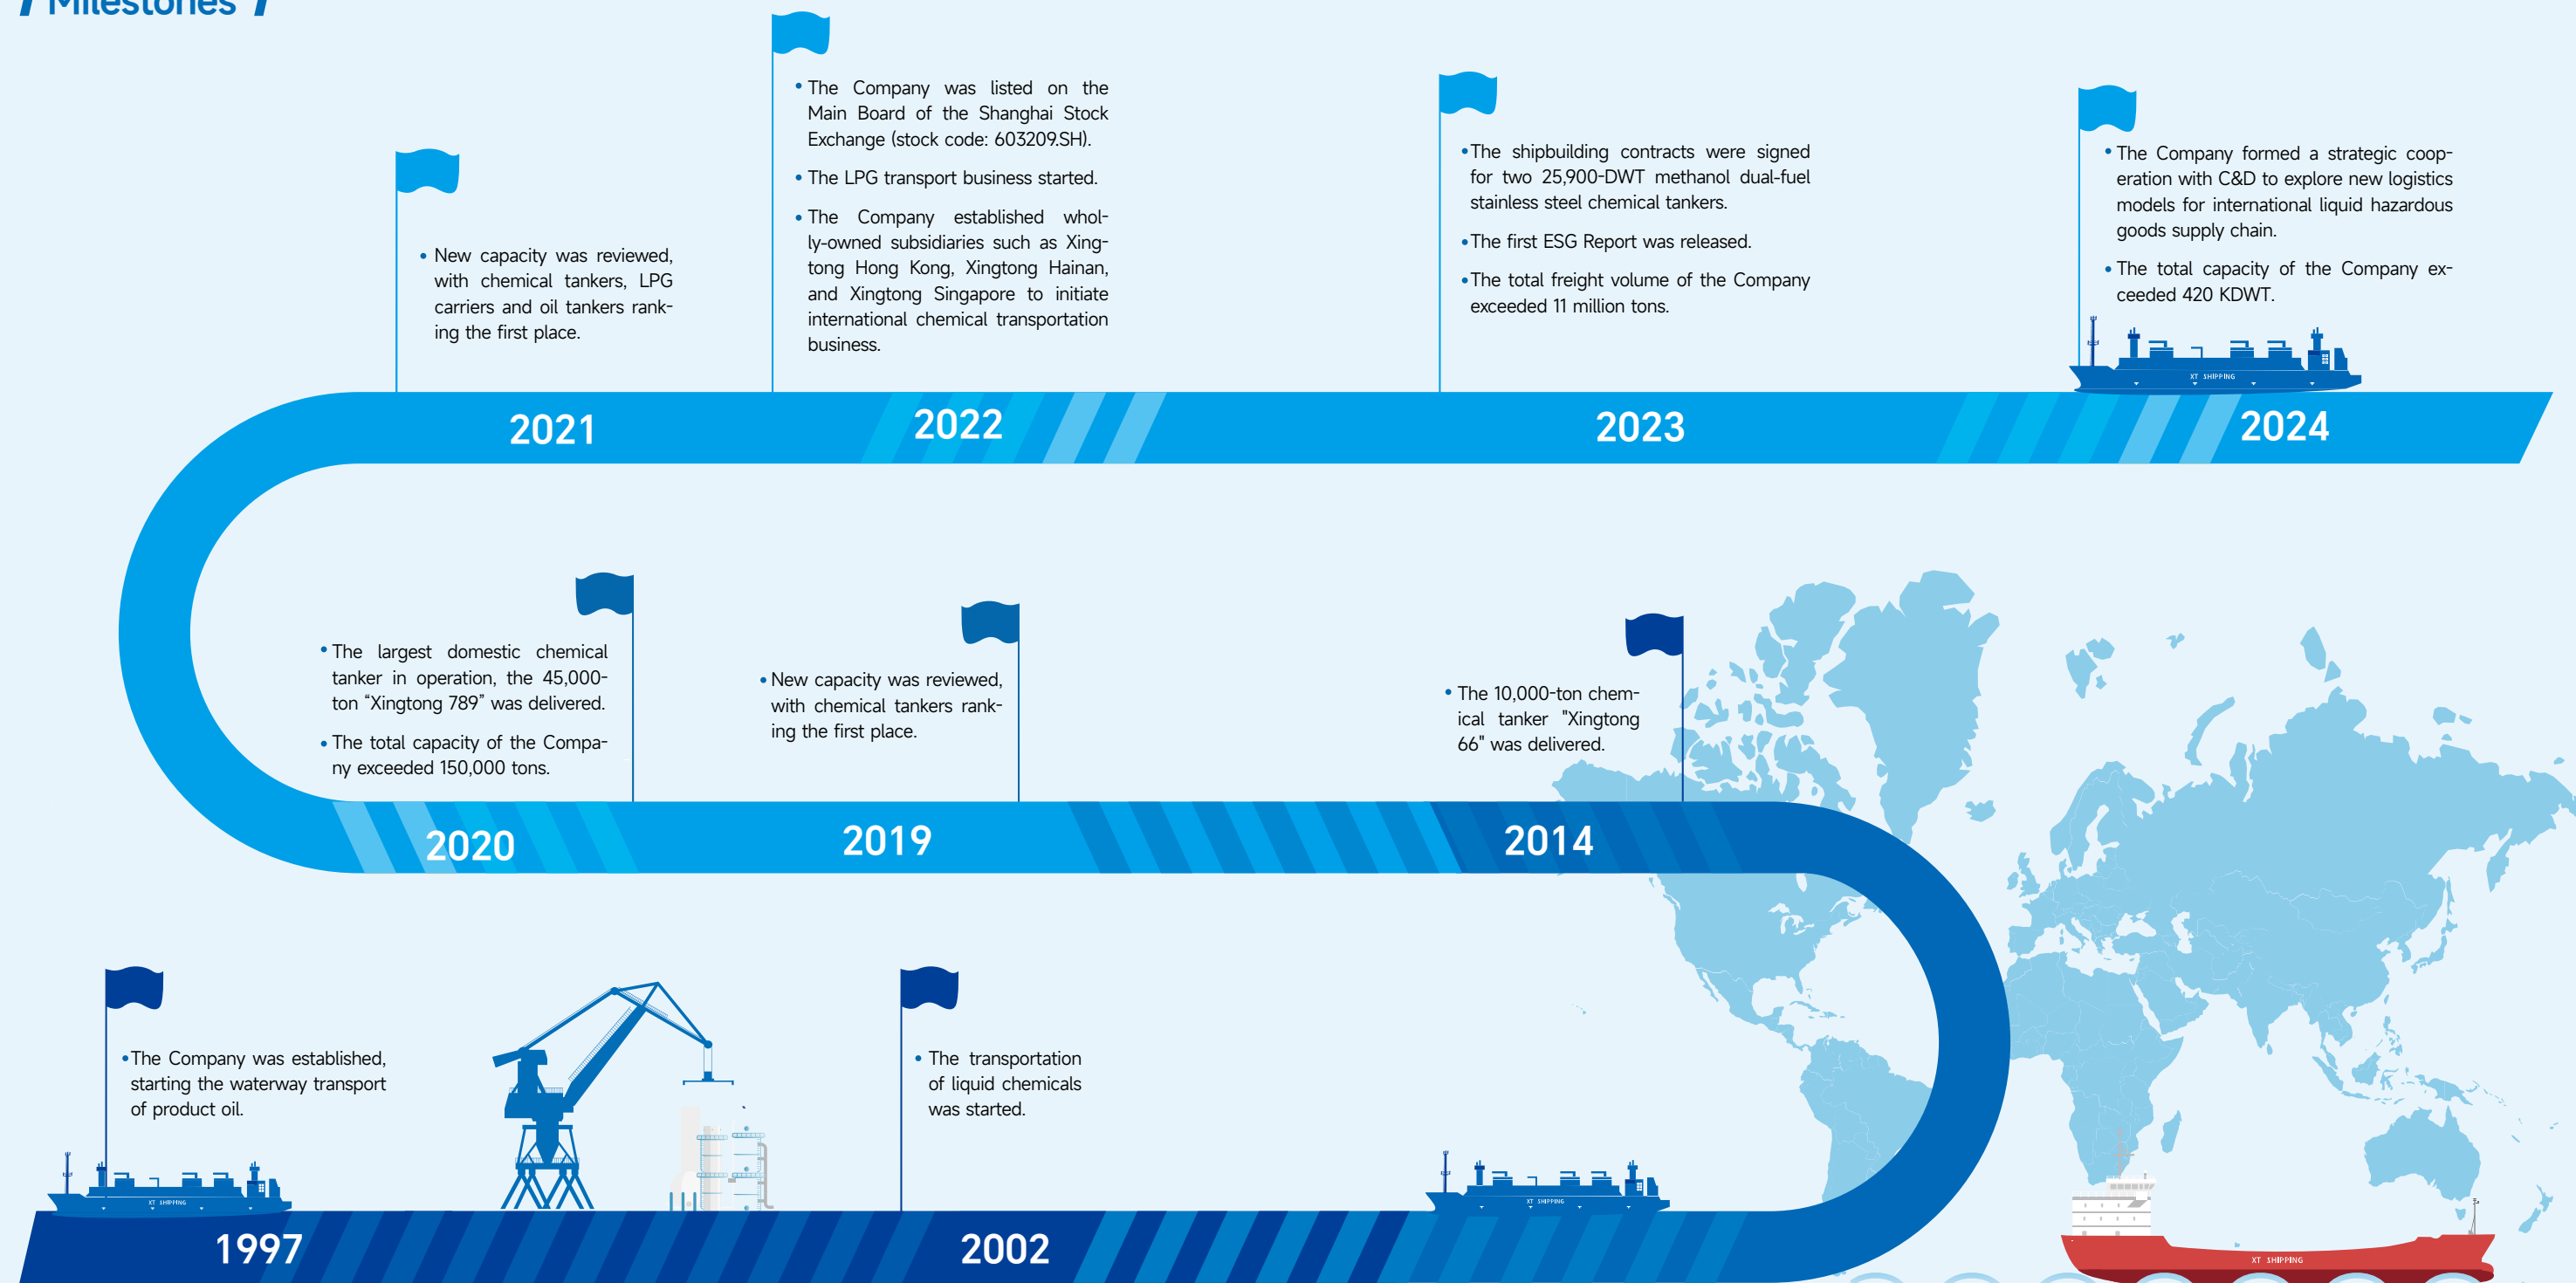 Milestones
• The Company was listed on the
Main Board of the Shanghai Stock
Exchange (stock code: 603209.SH).
• The LPG transport business started.
• The Company established whol-
ly-owned subsidiaries such as Xing-
tong Hong Kong, Xingtong Hainan,
and Xingtong Singapore to initiate
international chemical transportation
business.
• The shipbuilding contracts were signed
for two 25,900-DWT methanol dual-fuel
stainless steel chemical tankers.
• The first ESG Report was released.
• The total freight volume of the Company
exceeded 11 million tons.
• The Company formed a strategic coop-
eration with C&D to explore new logistics
models for international liquid hazardous
goods supply chain.
• The total capacity of the Company ex-
ceeded 420 KDWT.
• New capacity was reviewed,
with chemical tankers, LPG
carriers and oil tankers rank-
ing the first place.
XT SHIPPING
2021
2022
2023
2024
• The largest domestic chemical
tanker in operation, the 45,000-
ton “Xingtong 789” was delivered.
• The total capacity of the Compa-
ny exceeded 150,000 tons.
• New capacity was reviewed,
with chemical tankers rank-
ing the first place.
• The 10,000-ton chem-
ical tanker "Xingtong
66" was delivered.
2020
2019
2014
• The Company was established,
starting the waterway transport
of product oil.
• The transportation
of liquid chemicals
was started.
XT SHIPPING
XT SHIPPING
1997
2002
XT SHIPPING